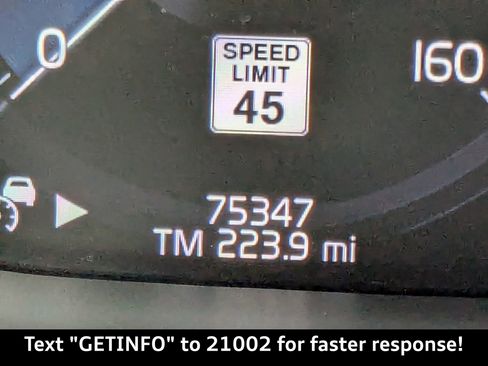 0
SPEED
LIMIT
45
160
75347
TM 223.9 mi
Text "GETINFO" to 21002 for faster response!